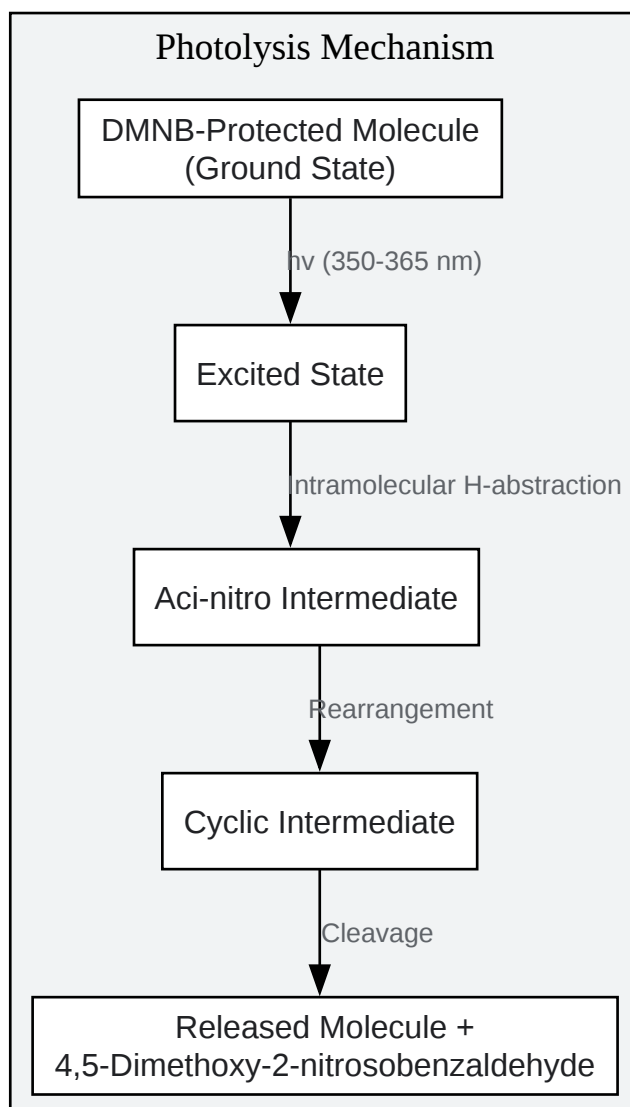 Photolysis Mechanism
DMNB-Protected Molecule
(Ground State)
hv (350-365 nm)
Excited State
Intramolecular H-abstraction
Aci-nitro Intermediate
Rearrangement
Cyclic Intermediate
Cleavage
Released Molecule +
4,5-Dimethoxy-2-nitrosobenzaldehyde